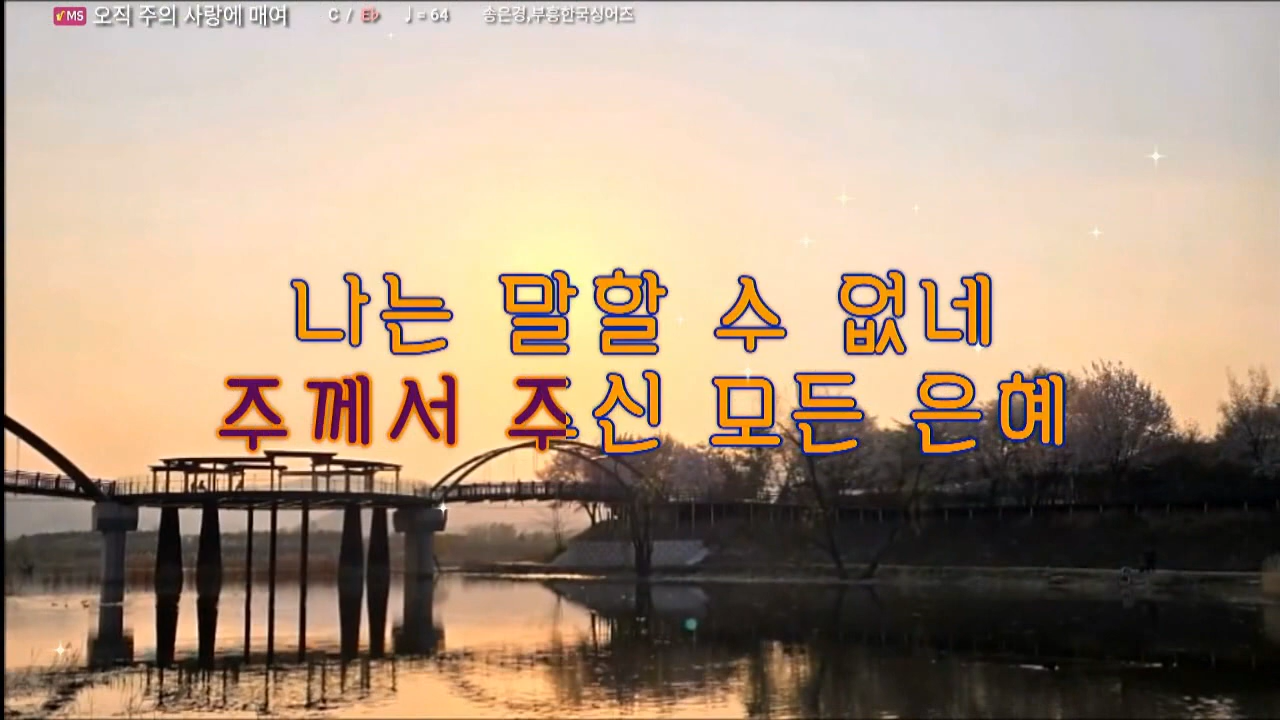 ✓MS 오직 주의 사랑에 매여 C / E♭ ♩= 64 송은경,부흥한국싱어즈
나는 말할 수 없네
주께서 주신 모든 은혜